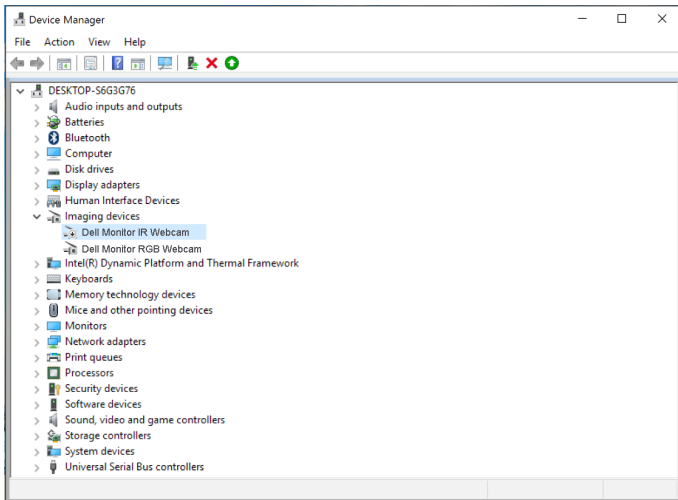 Device Manager
File Action View Help
DESKTOP-S6G3G76
Audio inputs and outputs
Batteries
Bluetooth
Computer
Disk drives
Display adapters
Human Interface Devices
Imaging devices
Dell Monitor IR Webcam
Dell Monitor RGB Webcam
Intel(R) Dynamic Platform and Thermal Framework
Keyboards
Memory technology devices
Mice and other pointing devices
Monitors
Network adapters
Print queues
Processors
Security devices
Software devices
Sound, video and game controllers
Storage controllers
System devices
Universal Serial Bus controllers